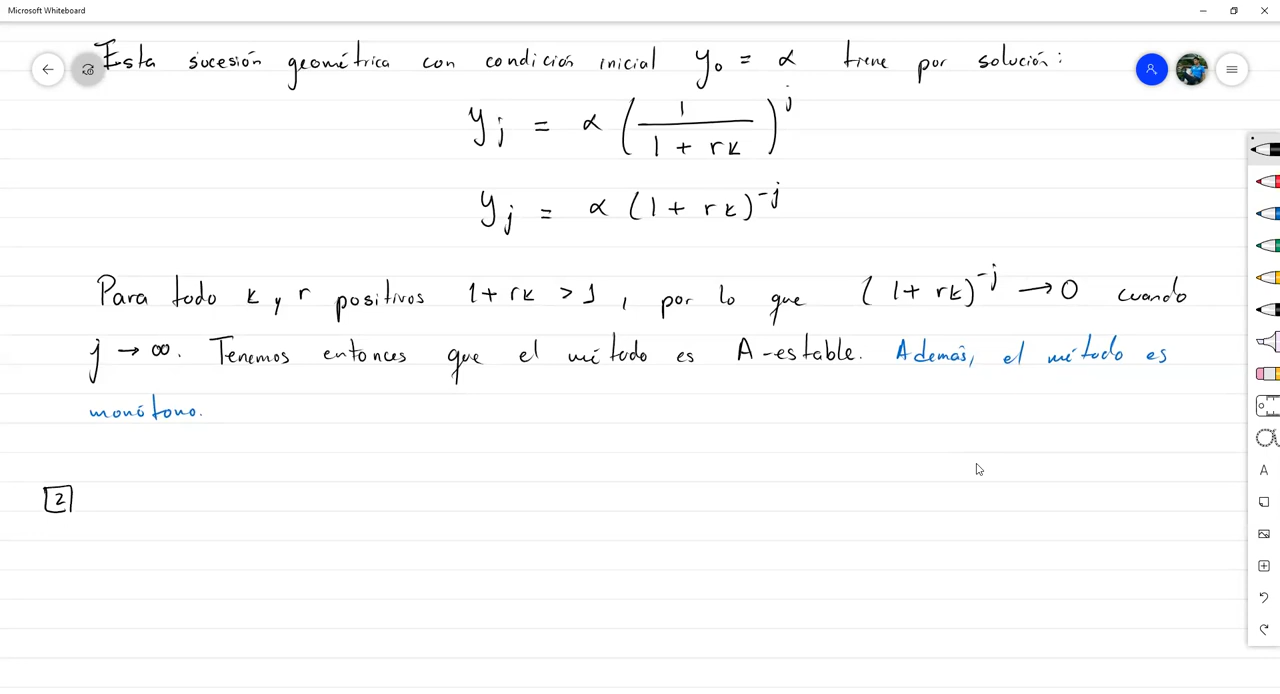 Microsoft Whiteboard
Esta sucesión geométrica con condición inicial y₀ = α tiene por solución:
yⱼ = α (1 / (1 + rk))^j
yⱼ = α (1 + rk)^-j
Para todo k y r positivos 1 + rk > 1, por lo que (1 + rk)^-j → 0 cuando
j → ∞. Tenemos entonces que el método es A-estable. Además, el método es
monótono.
2
A